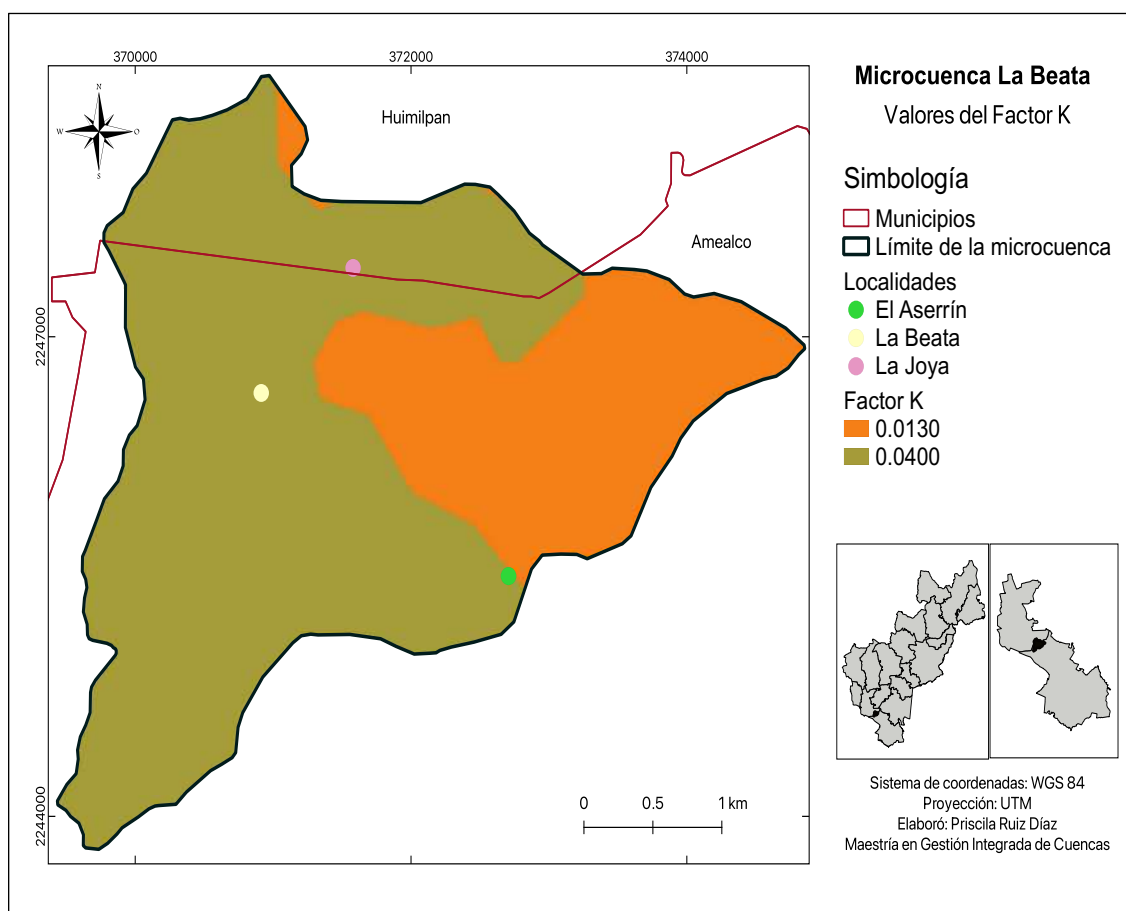 370000
372000
374000
N
W
O
S
Huimilpan
Amealco
2247000
2244000
0
0.5
1 km
Microcuenca La Beata
Valores del Factor K
Simbología
Municipios
Límite de la microcuenca
Localidades
El Aserrín
La Beata
La Joya
Factor K
0.0130
0.0400
Sistema de coordenadas: WGS 84
Proyección: UTM
Elaboró: Priscila Ruiz Díaz
Maestría en Gestión Integrada de Cuencas